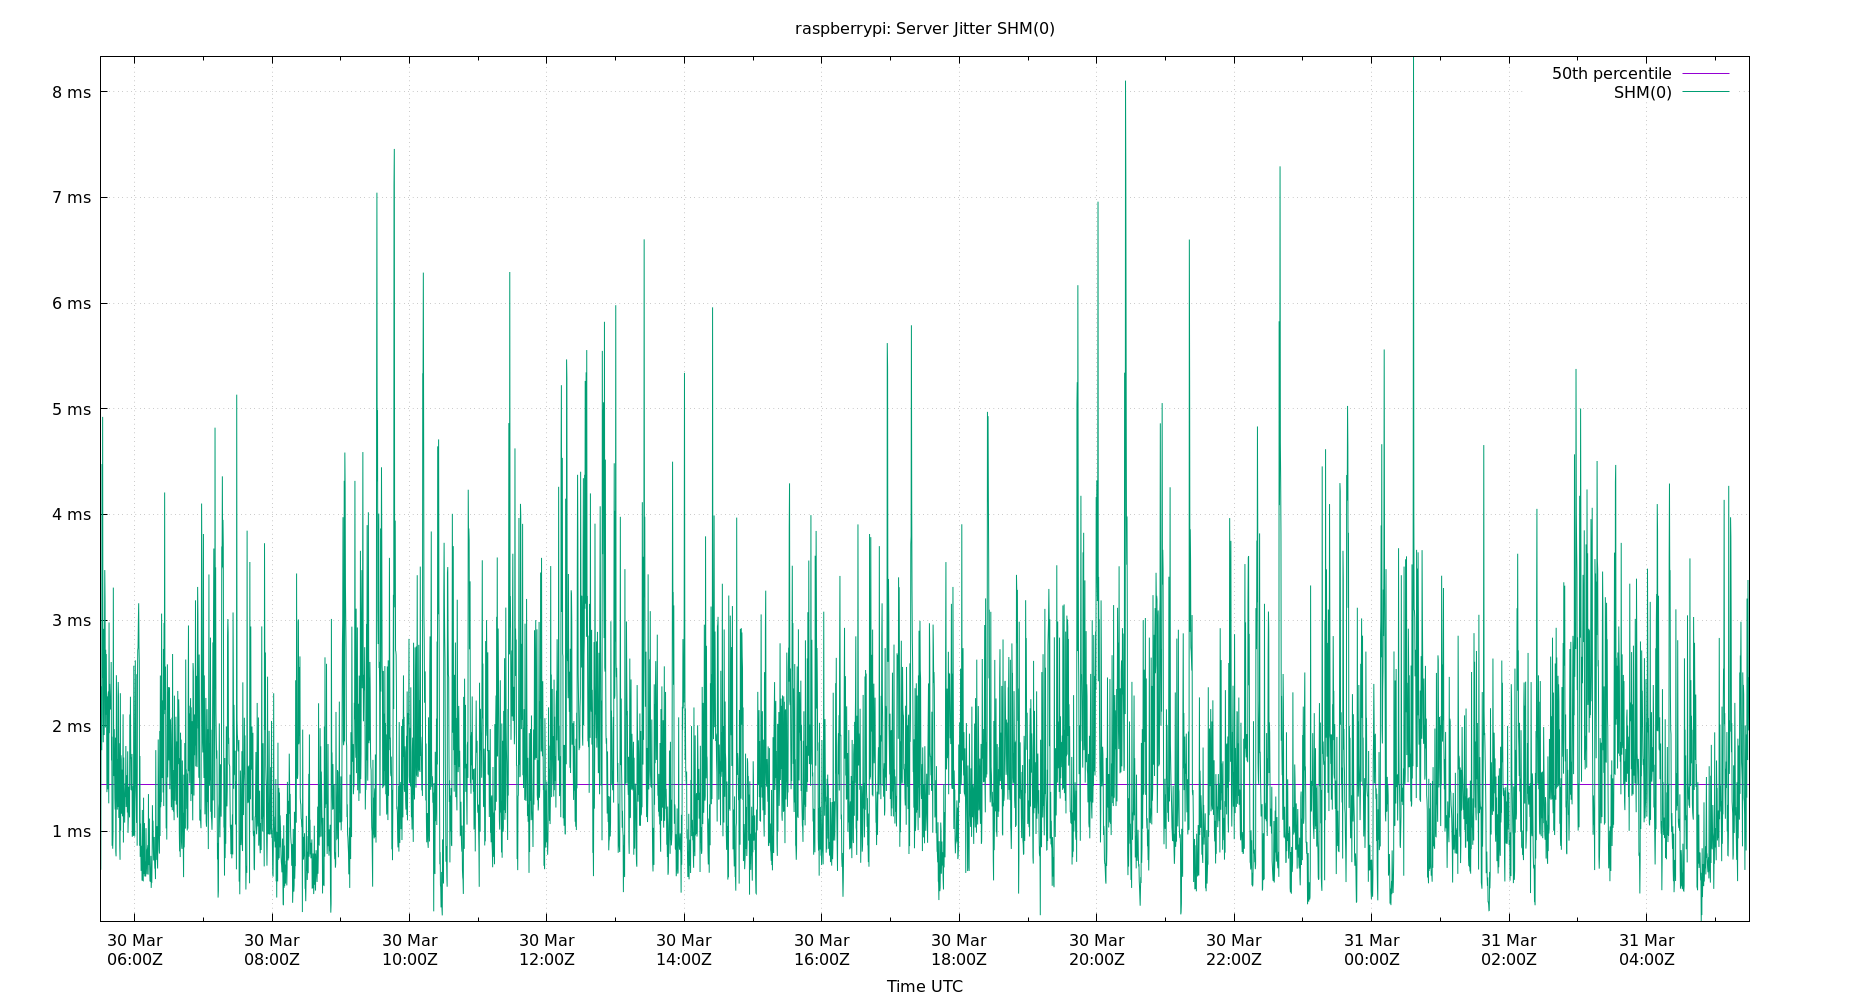 raspberrypi: Server Jitter SHM(0)
50th percentile
SHM(0)
8 ms
7 ms
6 ms
5 ms
4 ms
3 ms
2 ms
1 ms
30 Mar 30 Mar 30 Mar 30 Mar 30 Mar 30 Mar 30 Mar 30 Mar 30 Mar 31 Mar 31 Mar 31 Mar
06:00Z 08:00Z 10:00Z 12:00Z 14:00Z 16:00Z 18:00Z 20:00Z 22:00Z 00:00Z 02:00Z 04:00Z
Time UTC